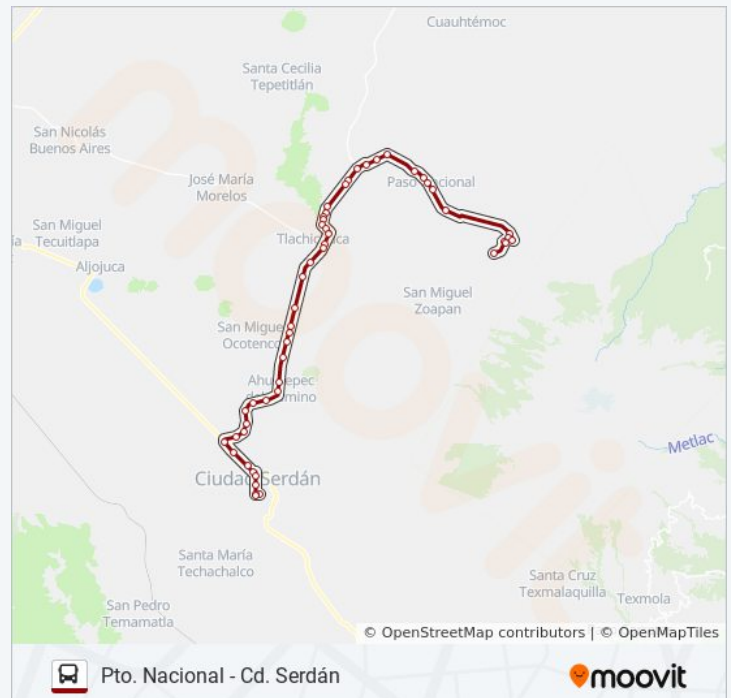 Cuauhtémoc
Santa Cecilia
Tepetitlán
San Nicolás
Buenos Aires
José María
Morelos
Paso Nacional
San Miguel
Tecuitlapa
Tlachichuca
Aljojuca
San Miguel
Zoapan
San Miguel
Ocotenco
del Camino
Metlac
Ciudad Serdán
Santa María
Techachalco
Santa Cruz
Texmalaquilla
Texmola
San Pedro
Temamatla
© OpenStreetMap contributors | © OpenMapTiles
Pto. Nacional - Cd. Serdán
moovit